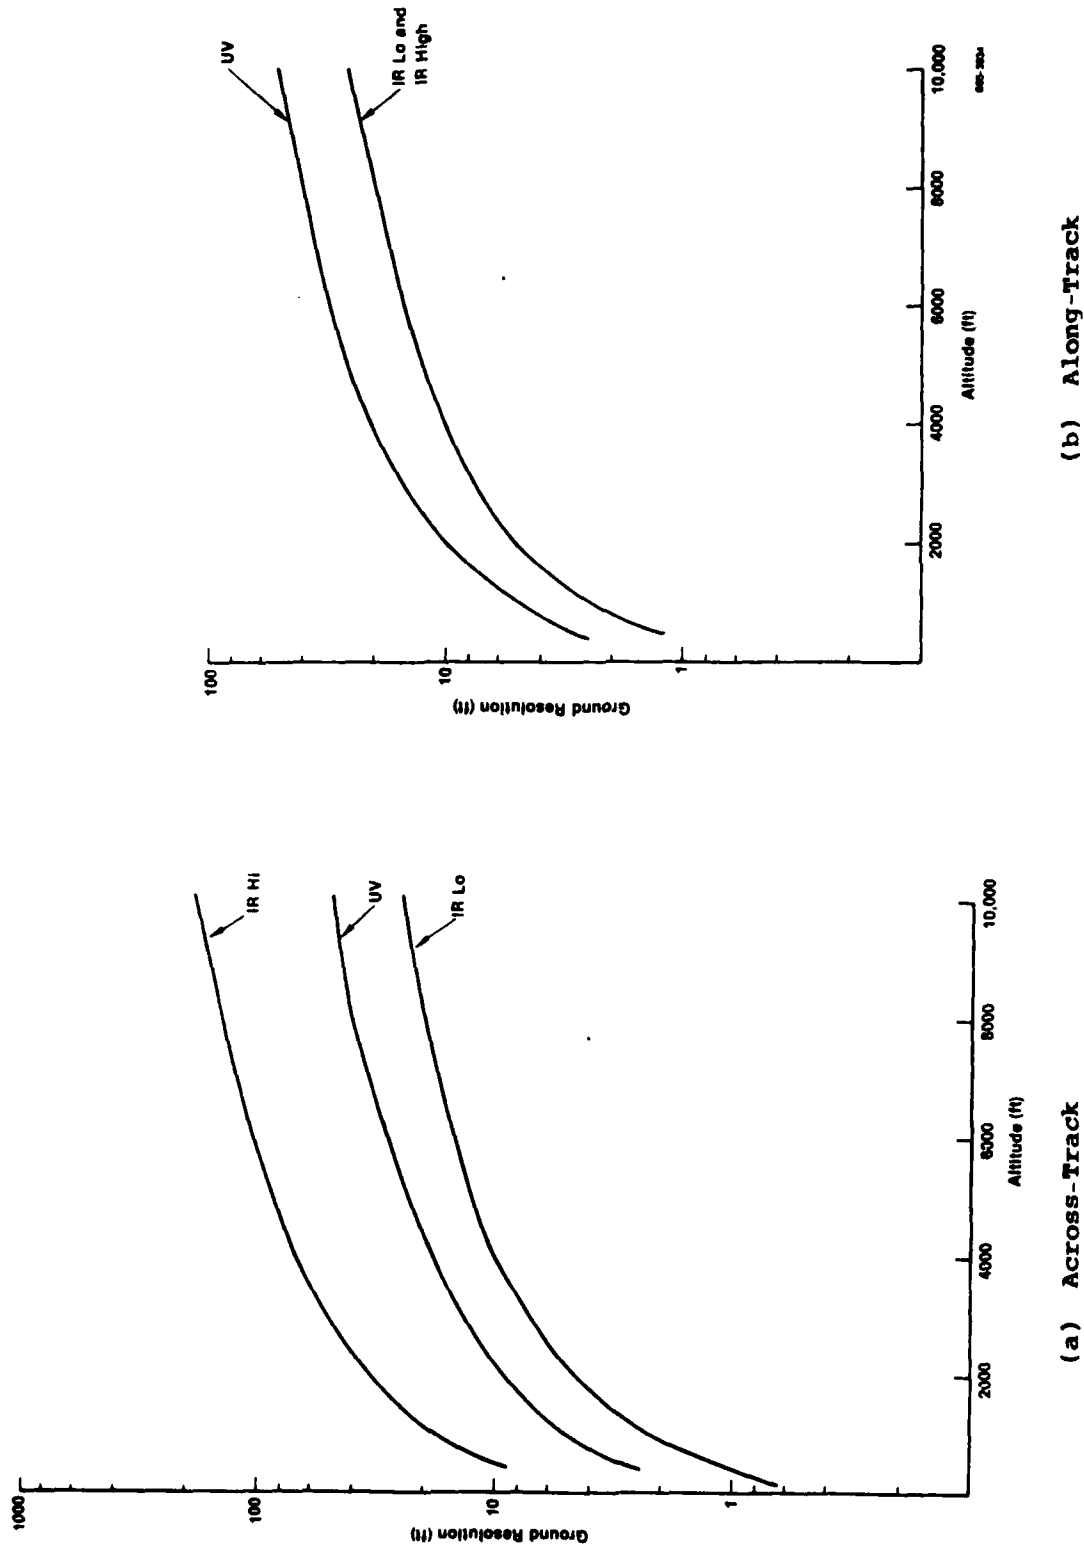 1000
100
10
1
Ground Resolution (ft)
IR Hi
UV
IR Lo
2000
4000
6000
8000
10,000
Altitude (ft)
(a) Across-Track
100
10
1
Ground Resolution (ft)
UV
IR Lo and
IR High
2000
4000
6000
8000
10,000
Altitude (ft)
(b) Along-Track